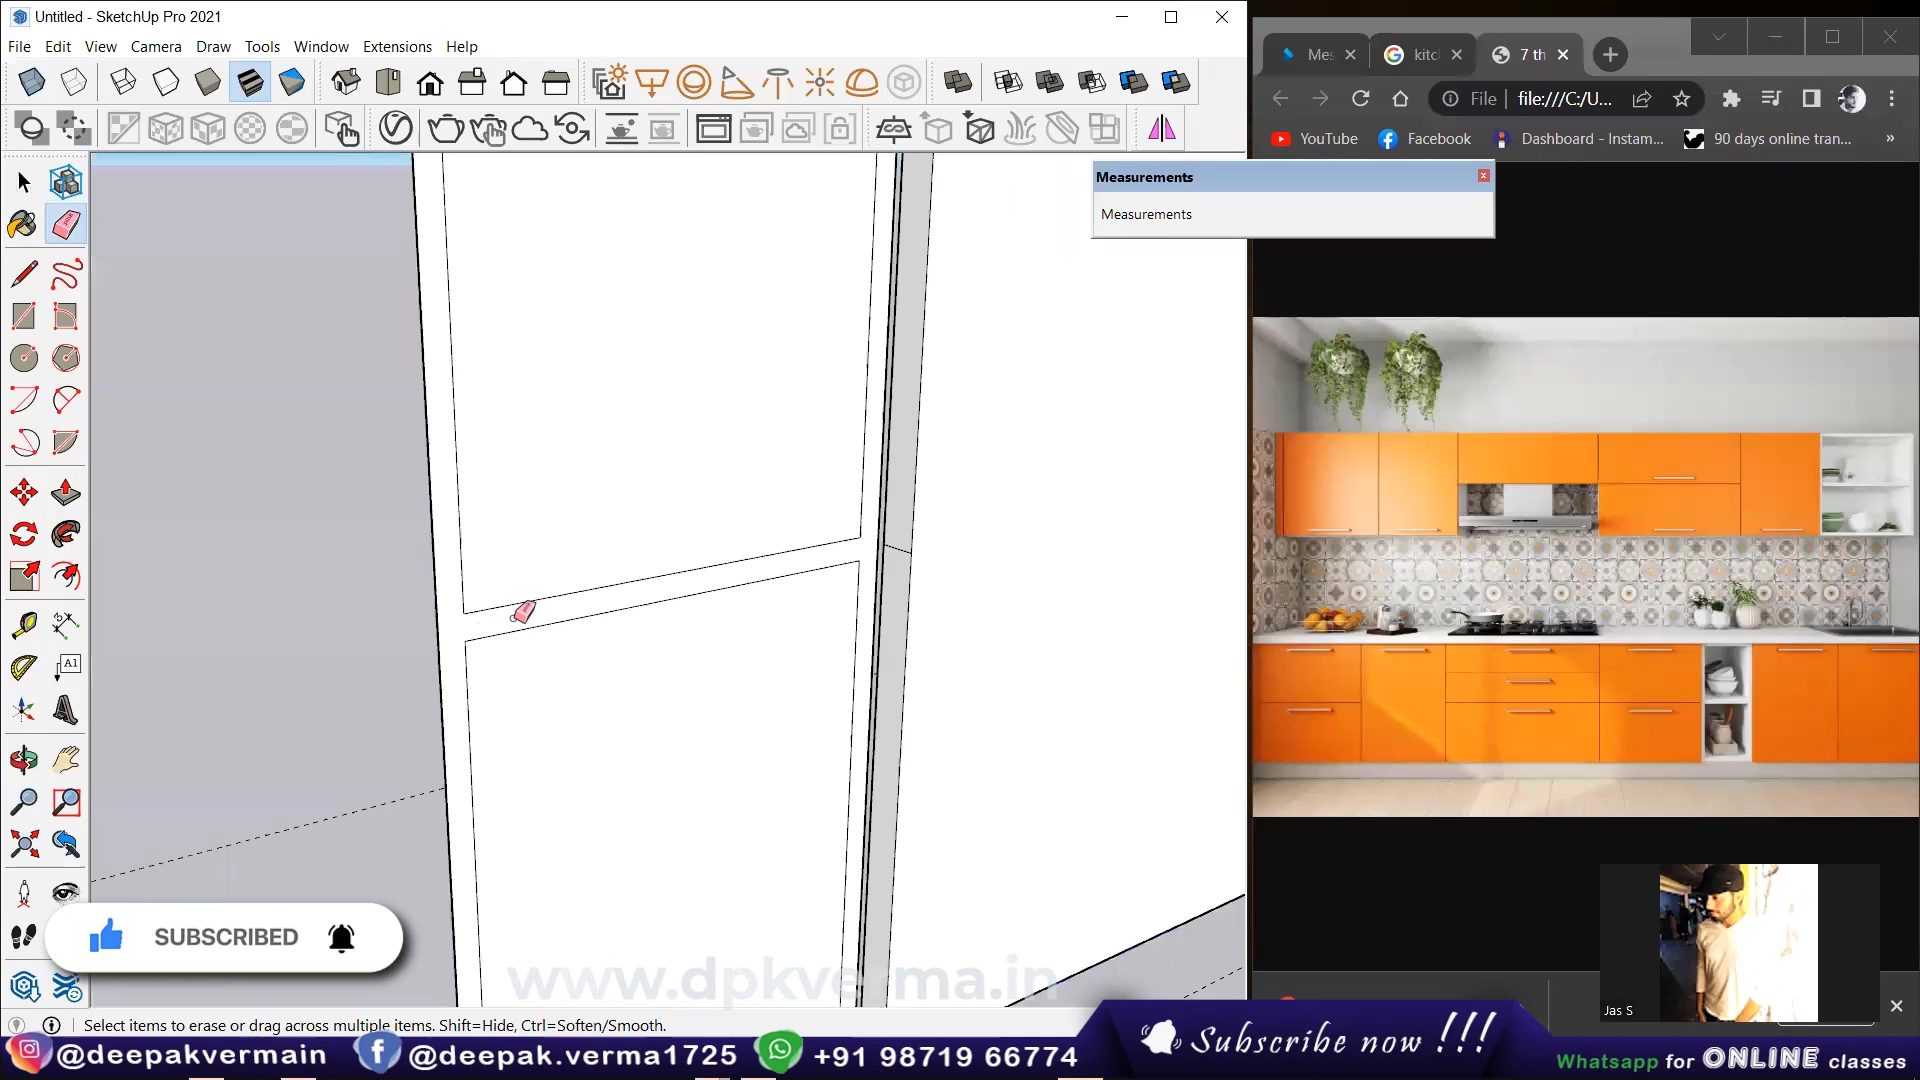 Untitled - SketchUp Pro 2021
File Edit View Camera Draw Tools Window Extensions Help
Mes
kitcl
7 th
File file:///C:/U...
YouTube Facebook Dashboard - Instam... 90 days online tran... »
Measurements
Measurements
A1
SUBSCRIBED
www.dpkverma.in
Jas S
Select items to erase or drag across multiple items. Shift=Hide, Ctrl=Soften/Smooth.
@deepakvermain @deepak.verma1725 +91 98719 66774
Subscribe now !!!
Whatsapp for ONLINE classes